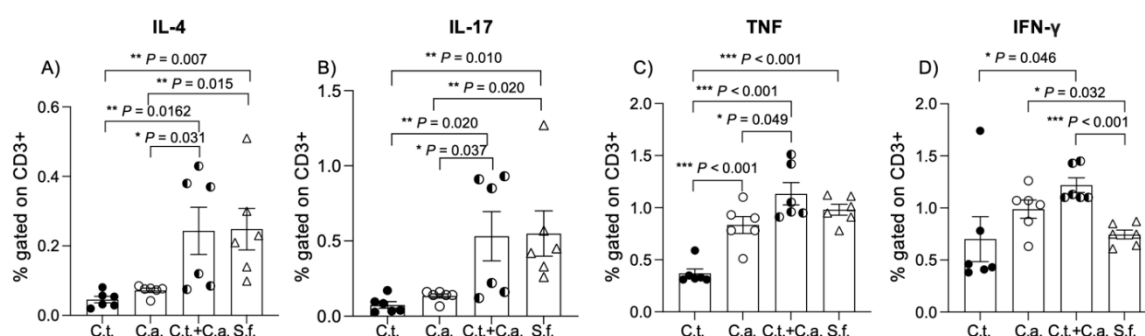 IL-4
A)
** P = 0.007
** P = 0.015
** P = 0.0162
* P = 0.031
% gated on CD3+
0.6
0.4
0.2
0.0
C.t. C.a. C.t.+C.a. S.f.
IL-17
B)
** P = 0.010
** P = 0.020
** P = 0.020
* P = 0.037
% gated on CD3+
1.5
1.0
0.5
0.0
C.t. C.a. C.t.+C.a. S.f.
TNF
C)
*** P < 0.001
*** P < 0.001
* P = 0.049
*** P < 0.001
% gated on CD3+
2.0
1.5
1.0
0.5
0.0
C.t. C.a. C.t.+C.a. S.f.
IFN-γ
D)
* P = 0.046
* P = 0.032
*** P < 0.001
% gated on CD3+
2.0
1.5
1.0
0.5
0.0
C.t. C.a. C.t.+C.a. S.f.